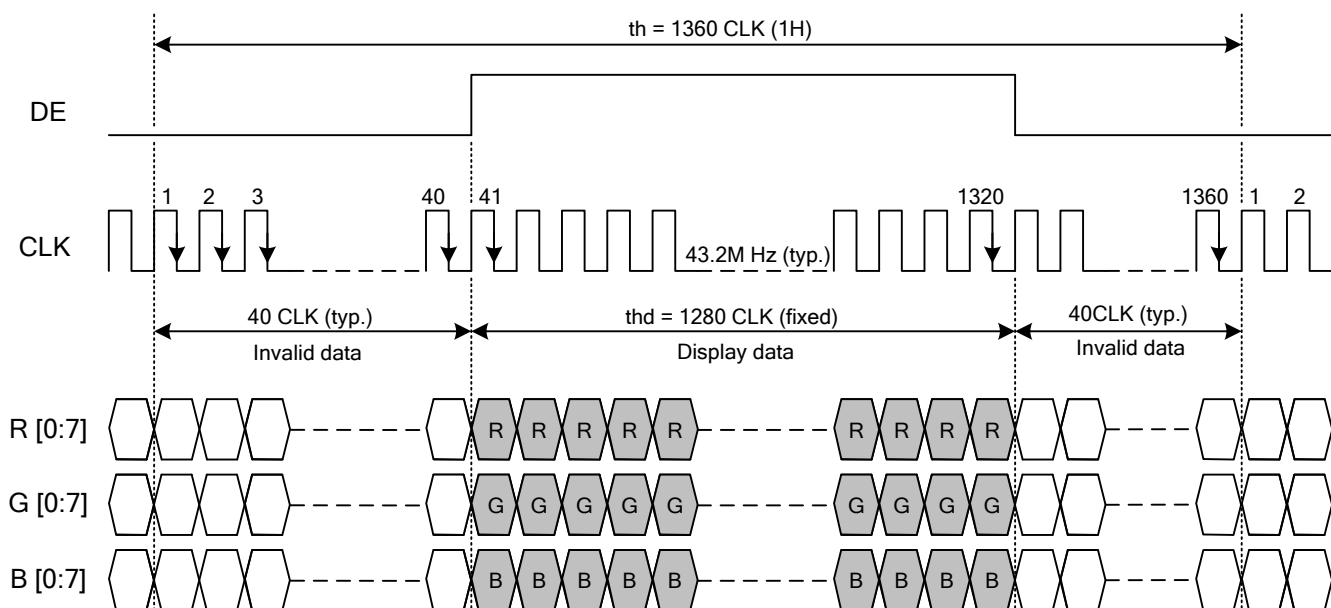 th = 1360 CLK (1H)
DE
1 2 3 40 41 1320 1360 1 2
CLK
43.2M Hz (typ.)
40 CLK (typ.) thd = 1280 CLK (fixed) 40CLK (typ.)
Invalid data Display data Invalid data
R [0:7] R R R R R R R R R
G [0:7] G G G G G G G G G
B [0:7] B B B B B B B B B